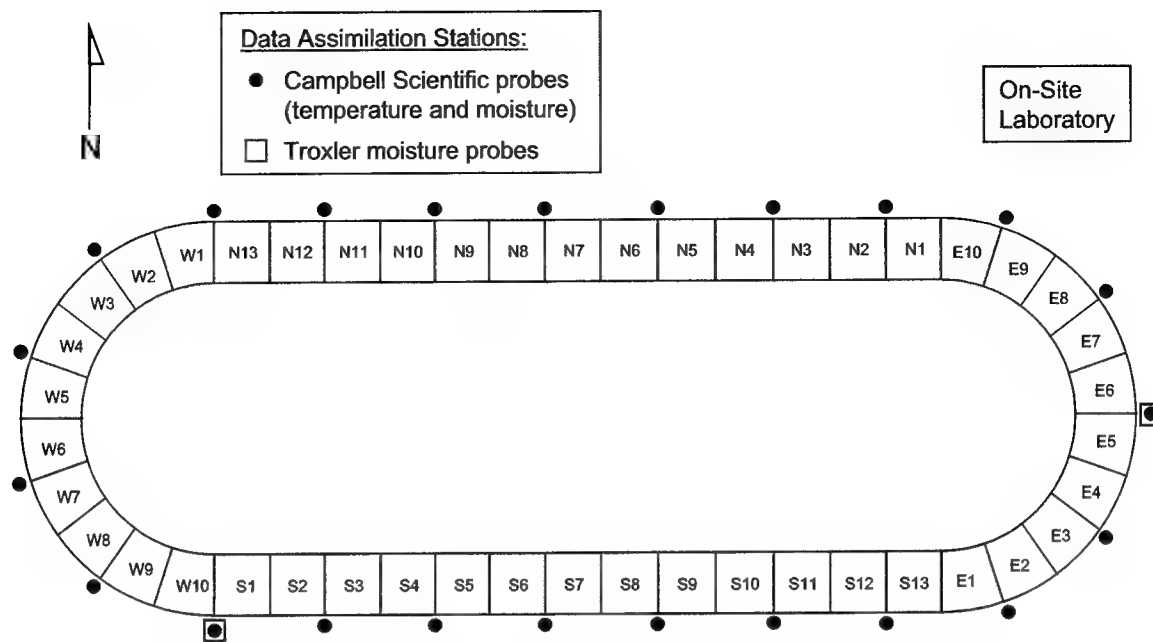 Data Assimilation Stations:
Campbell Scientific probes
(temperature and moisture)
Troxler moisture probes
On-Site
Laboratory
N
W1 N13 N12 N11 N10 N9 N8 N7 N6 N5 N4 N3 N2 N1 E10
W2 E9
W3 E8
W4 E7
W5 E6
W6 E5
W7 E4
W8 E3
W9 E2
W10 S1 S2 S3 S4 S5 S6 S7 S8 S9 S10 S11 S12 S13 E1